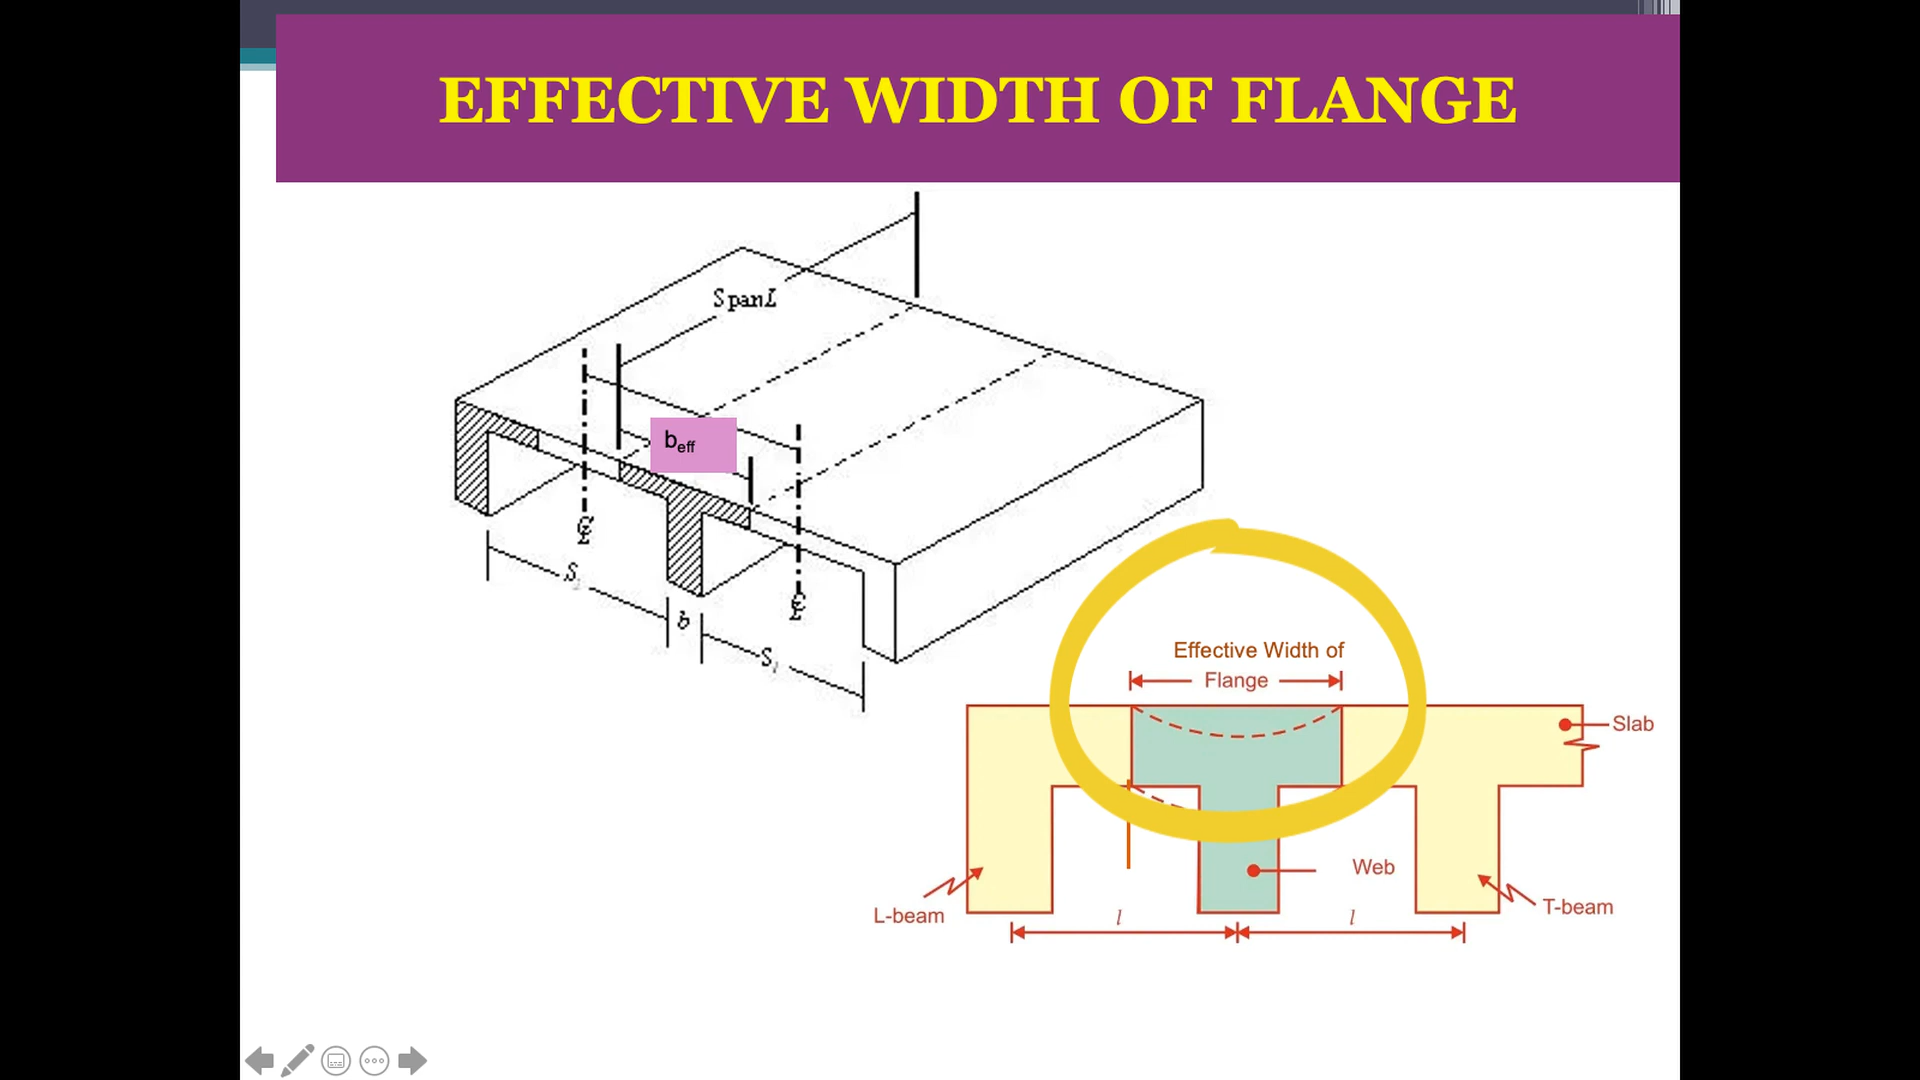 EFFECTIVE WIDTH OF FLANGE
Span L
beff
℄
S
℄
b
S
Effective Width of
Flange
Slab
Web
L-beam
T-beam
l
l